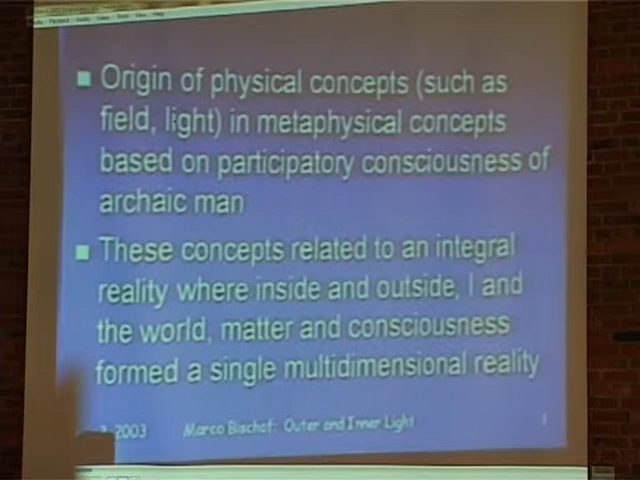 Origin of physical concepts (such as
field, light) in metaphysical concepts
based on participatory consciousness of
archaic man
These concepts related to an integral
reality where inside and outside, I and
the world, matter and consciousness
formed a single multidimensional reality
2003 Marco Bischof: Outer and Inner Light